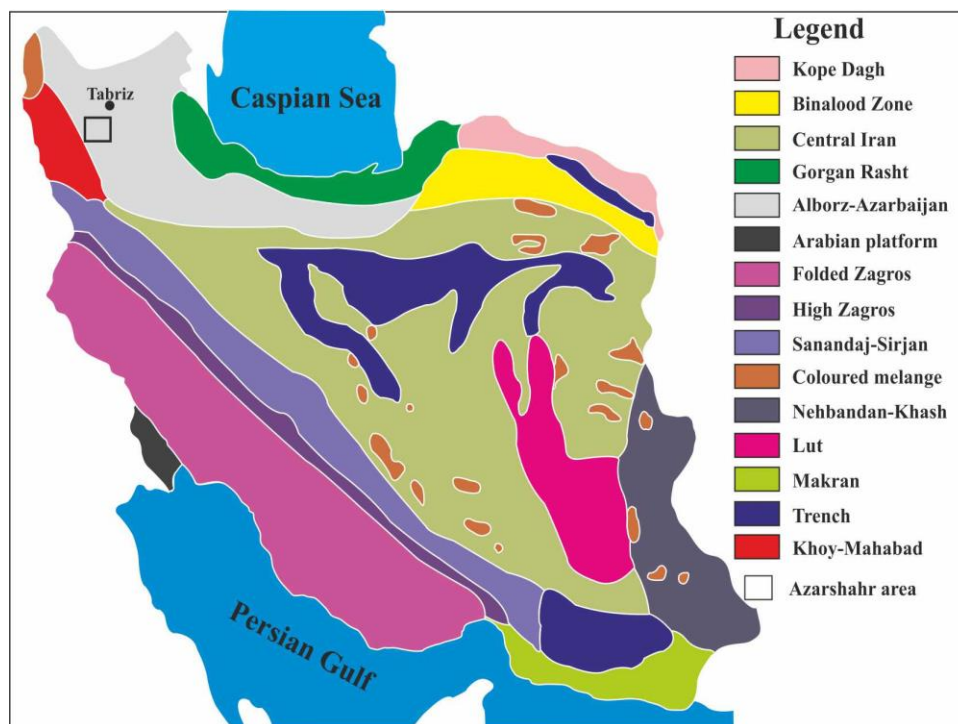 Caspian Sea
Tabriz
Persian Gulf
Legend
Kope Dagh
Binalood Zone
Central Iran
Gorgan Rasht
Alborz-Azarbaijan
Arabian platform
Folded Zagros
High Zagros
Sanandaj-Sirjan
Coloured melange
Nehbandan-Khash
Lut
Makran
Trench
Khoy-Mahabad
Azarshahr area